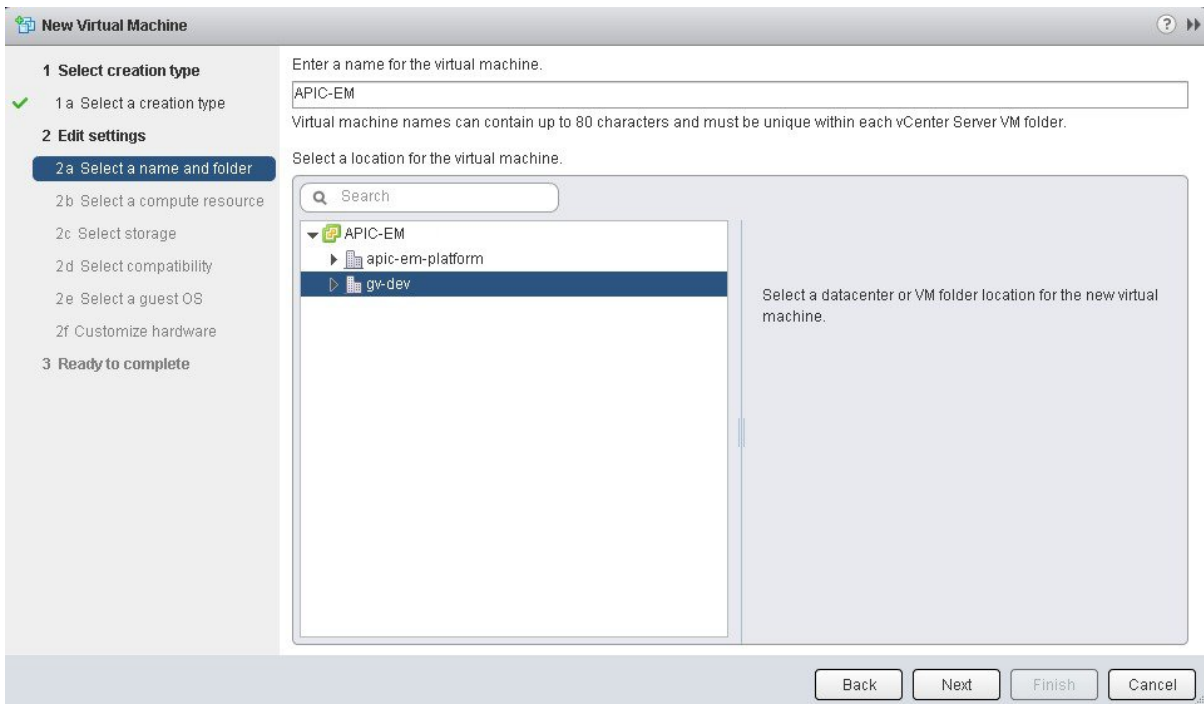 New Virtual Machine
?
1 Select creation type
1a Select a creation type
2 Edit settings
2a Select a name and folder
2b Select a compute resource
2c Select storage
2d Select compatibility
2e Select a guest OS
2f Customize hardware
3 Ready to complete
Enter a name for the virtual machine.
APIC-EM
Virtual machine names can contain up to 80 characters and must be unique within each vCenter Server VM folder.
Select a location for the virtual machine.
Search
APIC-EM
apic-em-platform
gv-dev
Select a datacenter or VM folder location for the new virtual
machine.
Back
Next
Finish
Cancel